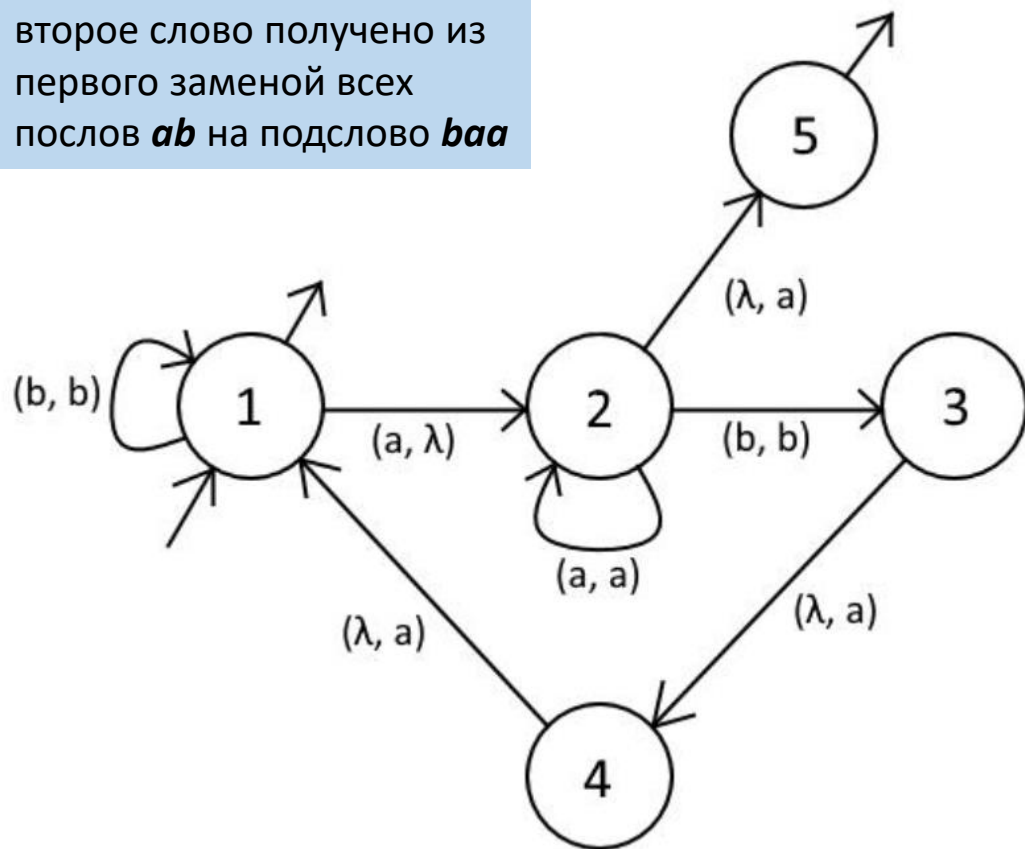 второе слово получено из
первого заменой всех
послов ab на подслово baa
5
(λ, a)
(b, b)
1
(a, λ)
2
(b, b)
3
(a, a)
(λ, a)
(λ, a)
4